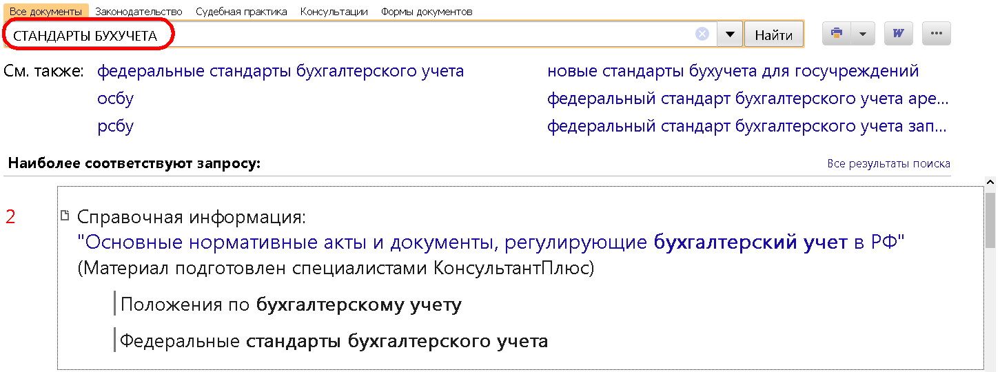 Все документы Законодательство Судебная практика Консультации Формы документов
СТАНДАРТЫ БУХУЧЕТА Найти W ...
См. также: федеральные стандарты бухгалтерского учета новые стандарты бухучета для госучреждений
осбу федеральный стандарт бухгалтерского учета аре...
рсбу федеральный стандарт бухгалтерского учета зап...
Наиболее соответствуют запросу: Все результаты поиска
2 Справочная информация:
"Основные нормативные акты и документы, регулирующие бухгалтерский учет в РФ"
(Материал подготовлен специалистами КонсультантПлюс)
Положения по бухгалтерскому учету
Федеральные стандарты бухгалтерского учета